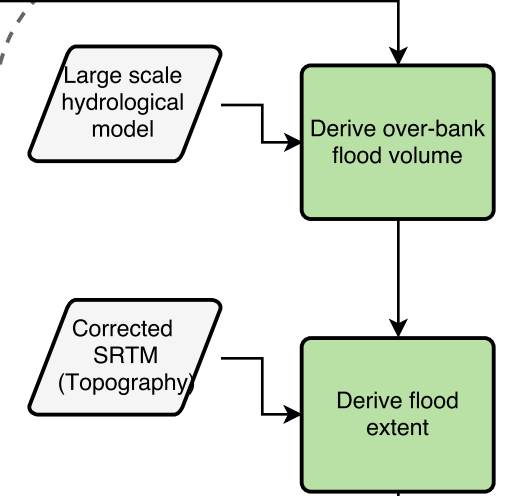 Large scale
hydrological
model
Derive over-bank
flood volume
Corrected
SRTM
(Topography)
Derive flood
extent